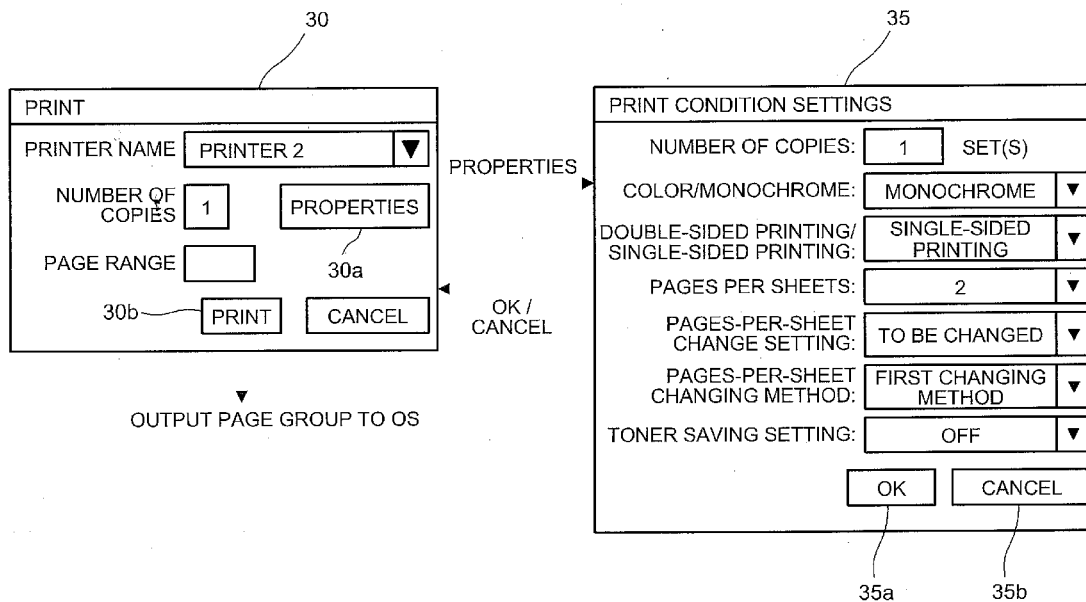 30
PRINT
PRINTER NAME
PRINTER 2
NUMBER OF
COPIES
1
PROPERTIES
30a
PAGE RANGE
30b
PRINT
CANCEL
OUTPUT PAGE GROUP TO OS
PROPERTIES
OK /
CANCEL
35
PRINT CONDITION SETTINGS
NUMBER OF COPIES:
1
SET(S)
COLOR/MONOCHROME:
MONOCHROME
DOUBLE-SIDED PRINTING/
SINGLE-SIDED PRINTING:
SINGLE-SIDED
PRINTING
PAGES PER SHEETS:
2
PAGES-PER-SHEET
CHANGE SETTING:
TO BE CHANGED
PAGES-PER-SHEET
CHANGING METHOD:
FIRST CHANGING
METHOD
TONER SAVING SETTING:
OFF
OK
CANCEL
35a
35b